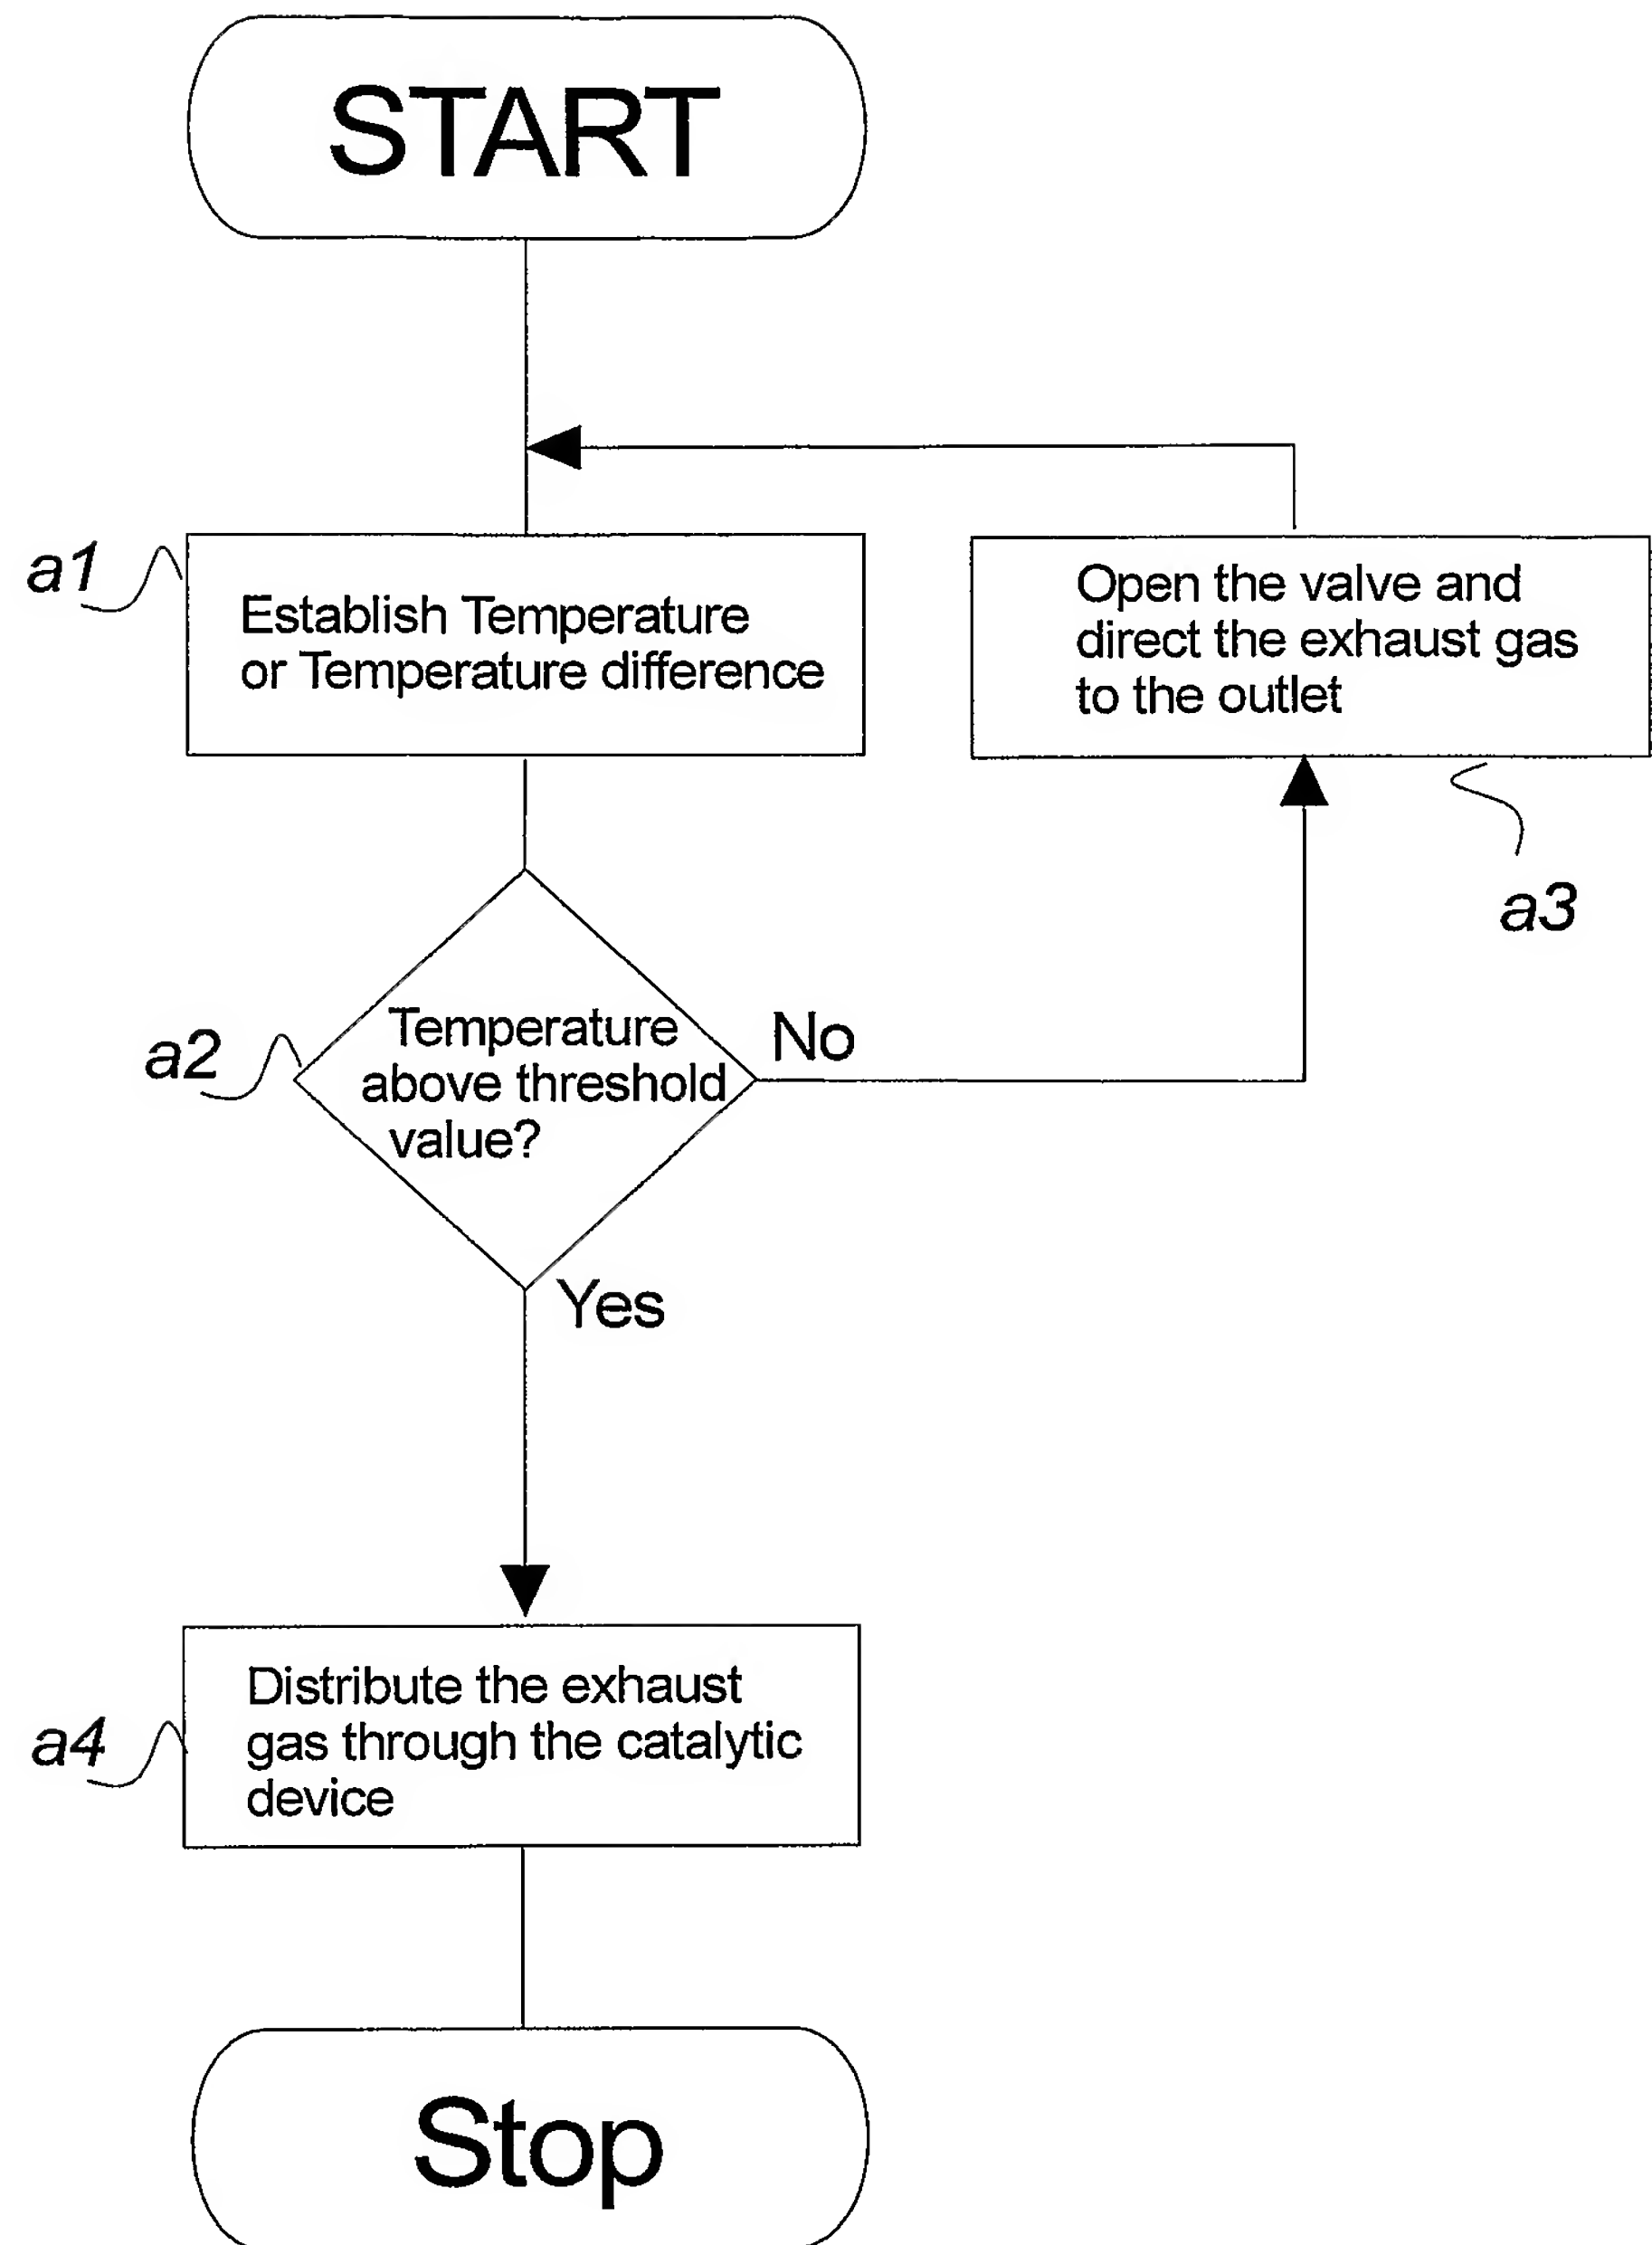 START
a1
Establish Temperature
or Temperature difference
Open the valve and
direct the exhaust gas
to the outlet
a3
a2
Temperature
above threshold
value?
No
Yes
a4
Distribute the exhaust
gas through the catalytic
device
Stop